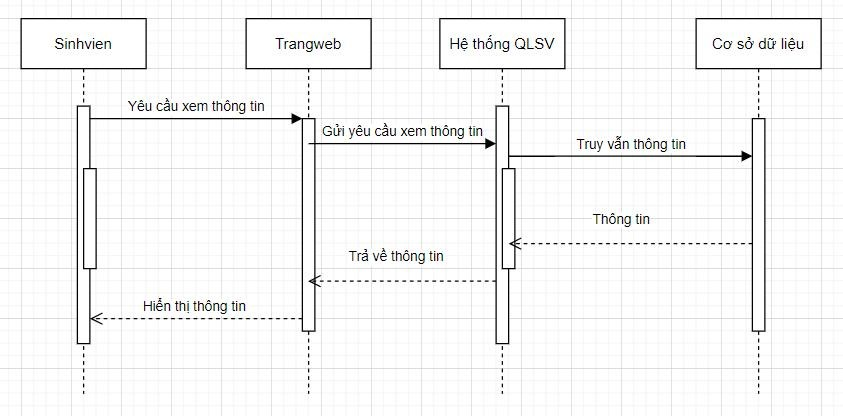 Sinhvien
Trangweb
Hệ thống QLSV
Cơ sở dữ liệu
Yêu cầu xem thông tin
Gửi yêu cầu xem thông tin
Truy vẫn thông tin
Thông tin
Trả về thông tin
Hiển thị thông tin